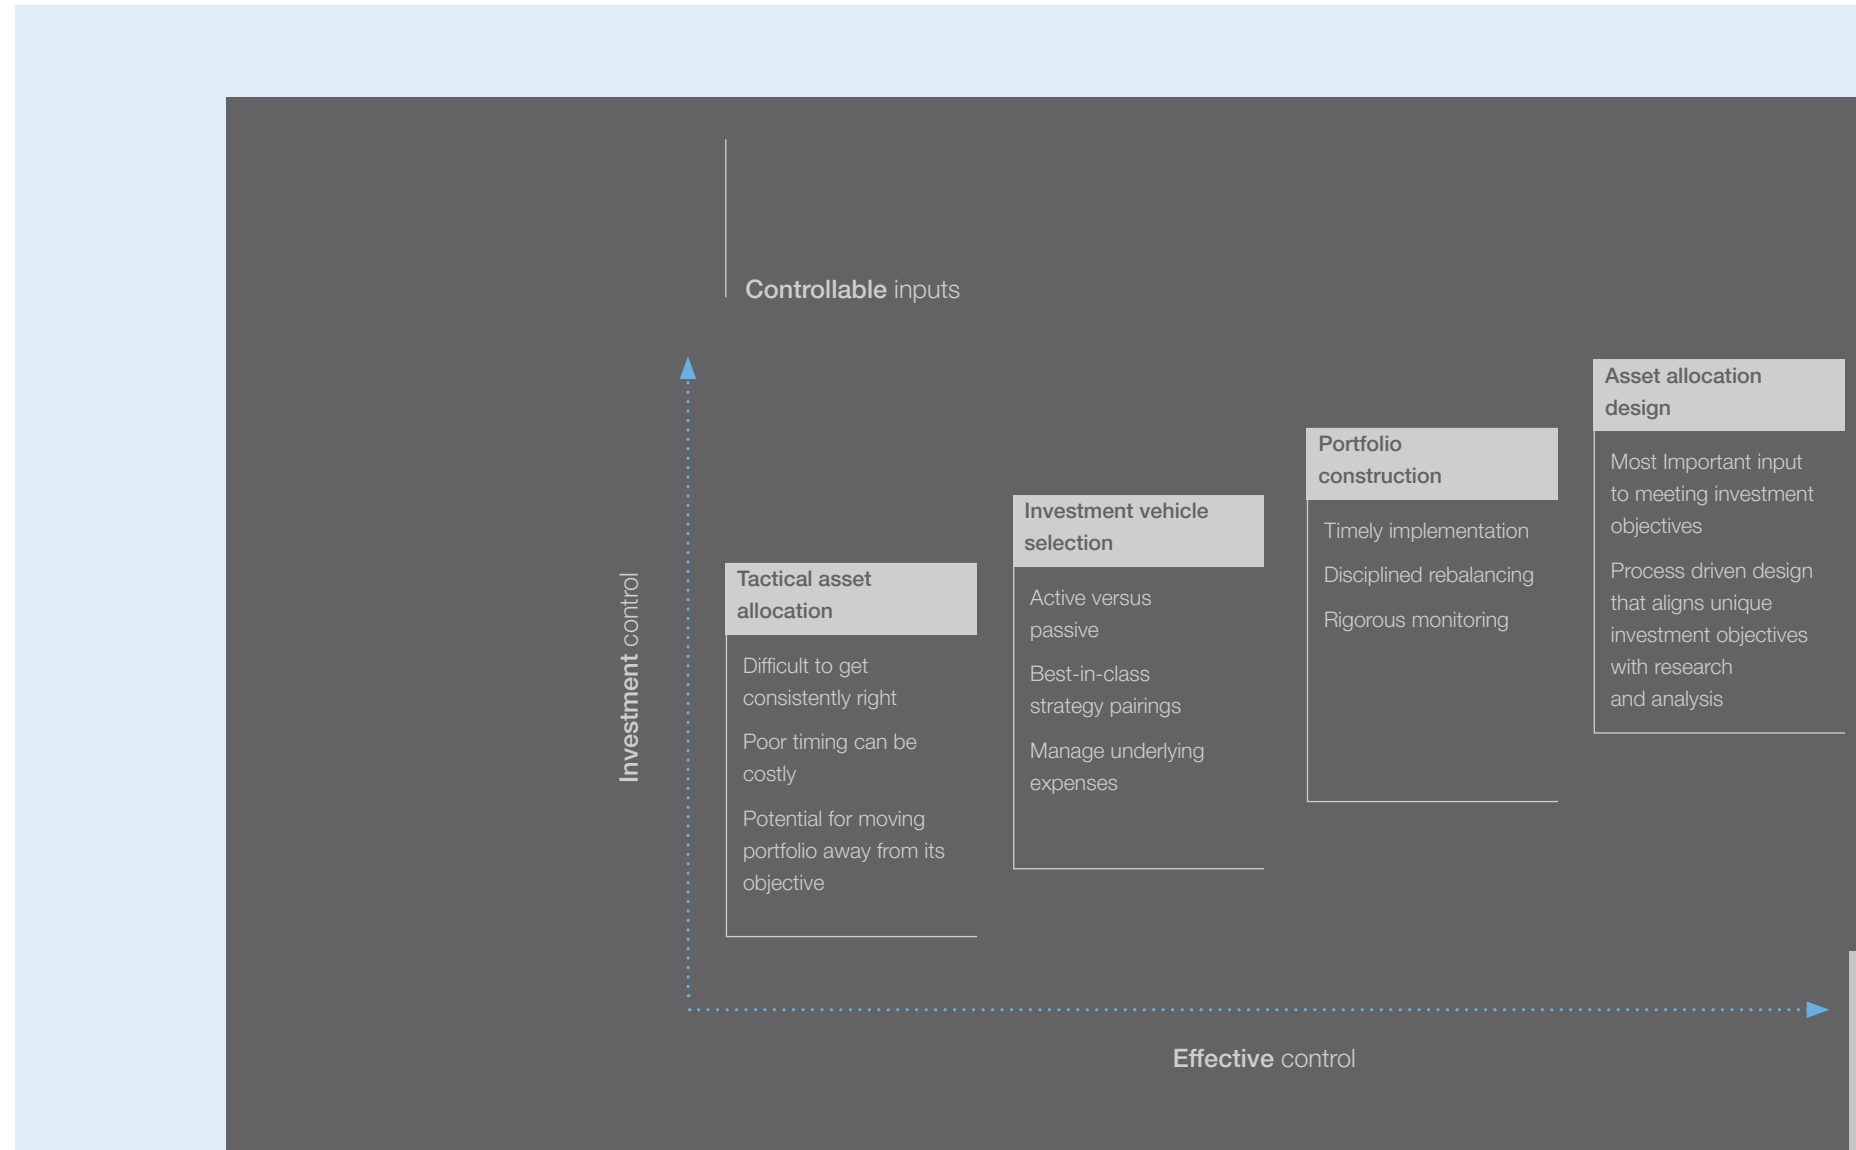 Controllable inputs
Investment control
Tactical asset
allocation
Difficult to get
consistently right
Poor timing can be
costly
Potential for moving
portfolio away from its
objective
Investment vehicle
selection
Active versus
passive
Best-in-class
strategy pairings
Manage underlying
expenses
Portfolio
construction
Timely implementation
Disciplined rebalancing
Rigorous monitoring
Asset allocation
design
Most Important input
to meeting investment
objectives
Process driven design
that aligns unique
investment objectives
with research
and analysis
Effective control